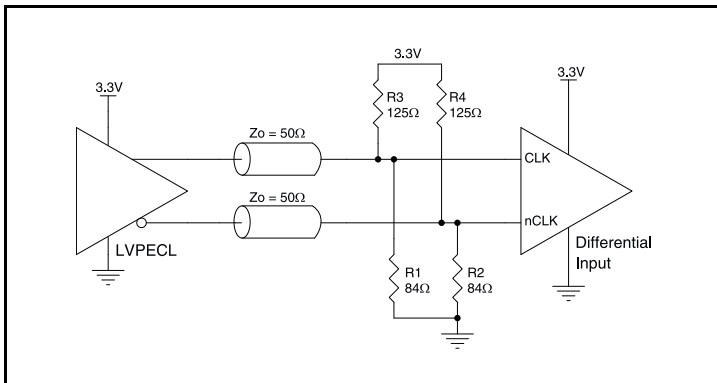 3.3V
3.3V
3.3V
R3
125Ω
R4
125Ω
Zo = 50Ω
CLK
Zo = 50Ω
nCLK
LVPECL
Differential
Input
R1
84Ω
R2
84Ω